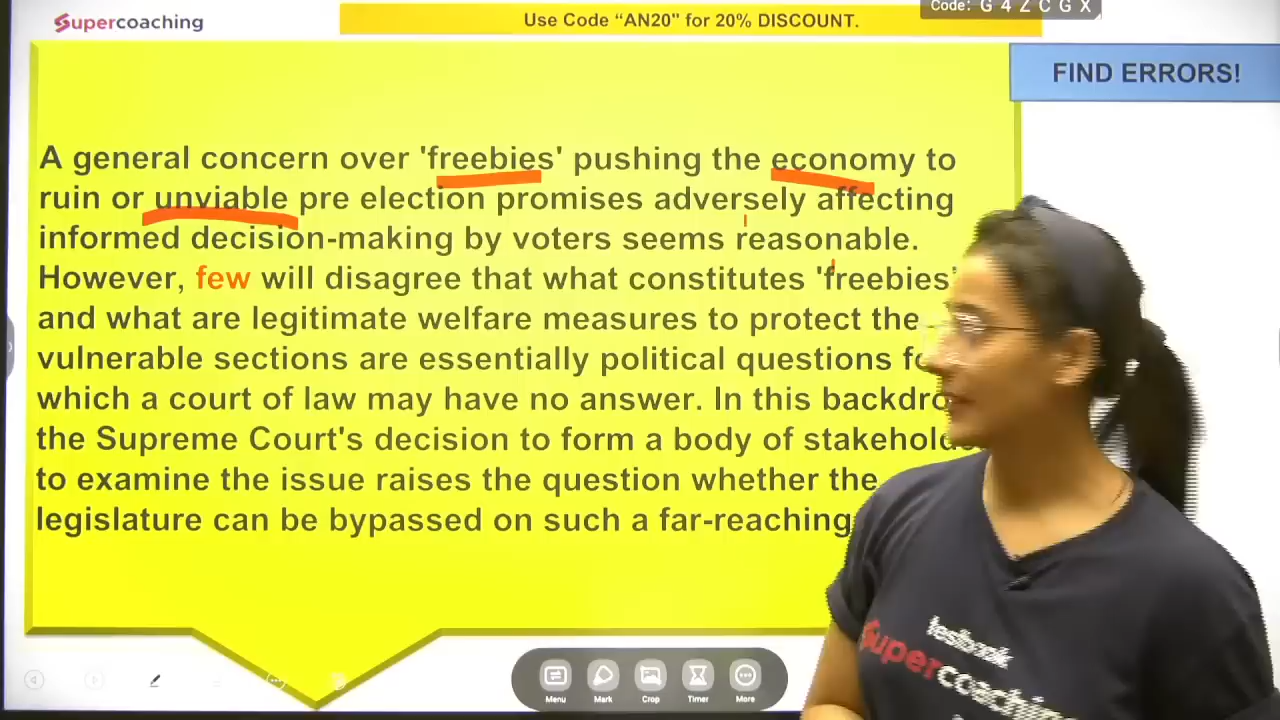 Supercoaching
Use Code “AN20" for 20% DISCOUNT.
Code: G 4 Z C G X
FIND ERRORS!
A general concern over 'freebies' pushing the economy to
ruin or unviable pre election promises adversely affecting
informed decision-making by voters seems reasonable.
However, few will disagree that what constitutes 'freebies'
and what are legitimate welfare measures to protect the
vulnerable sections are essentially political questions
which a court of law may have no answer. In this
the Supreme Court's decision to form a body of
to examine the issue raises the question whether the
legislature can be bypassed on such a far-reaching
testbook
Supercoaching
Menu Mark Crop Timer More